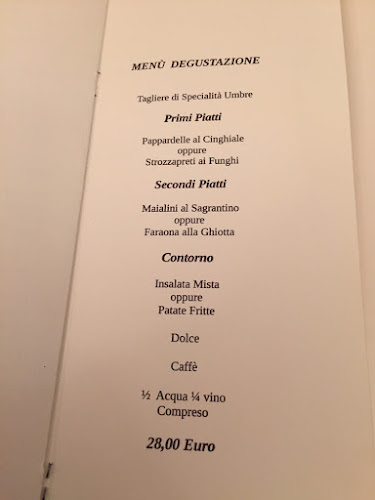 MENÙ DEGUSTAZIONE
Tagliere di Specialità Umbre
Primi Piatti
Pappardelle al Cinghiale
oppure
Strozzapreti ai Funghi
Secondi Piatti
Maialini al Sagrantino
oppure
Faraona alla Ghiotta
Contorno
Insalata Mista
oppure
Patate Fritte
Dolce
Caffè
½ Acqua ¼ vino
Compreso
28,00 Euro